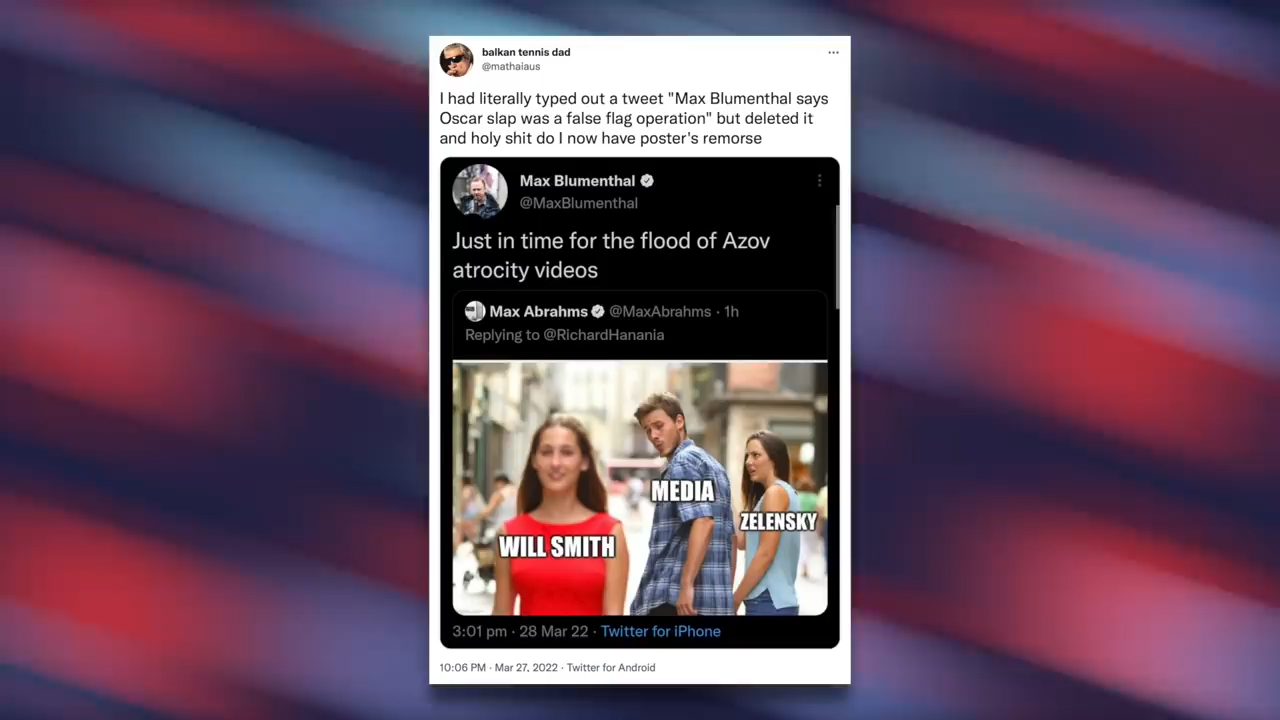 balkan tennis dad
@mathaiaus
I had literally typed out a tweet "Max Blumenthal says
Oscar slap was a false flag operation" but deleted it
and holy shit do I now have poster's remorse
Max Blumenthal
@MaxBlumenthal
Just in time for the flood of Azov
atrocity videos
Max Abrahms @MaxAbrahms · 1h
Replying to @RichardHanania
MEDIA
ZELENSKY
WILL SMITH
3:01 pm · 28 Mar 22 · Twitter for iPhone
10:06 PM · Mar 27, 2022 · Twitter for Android